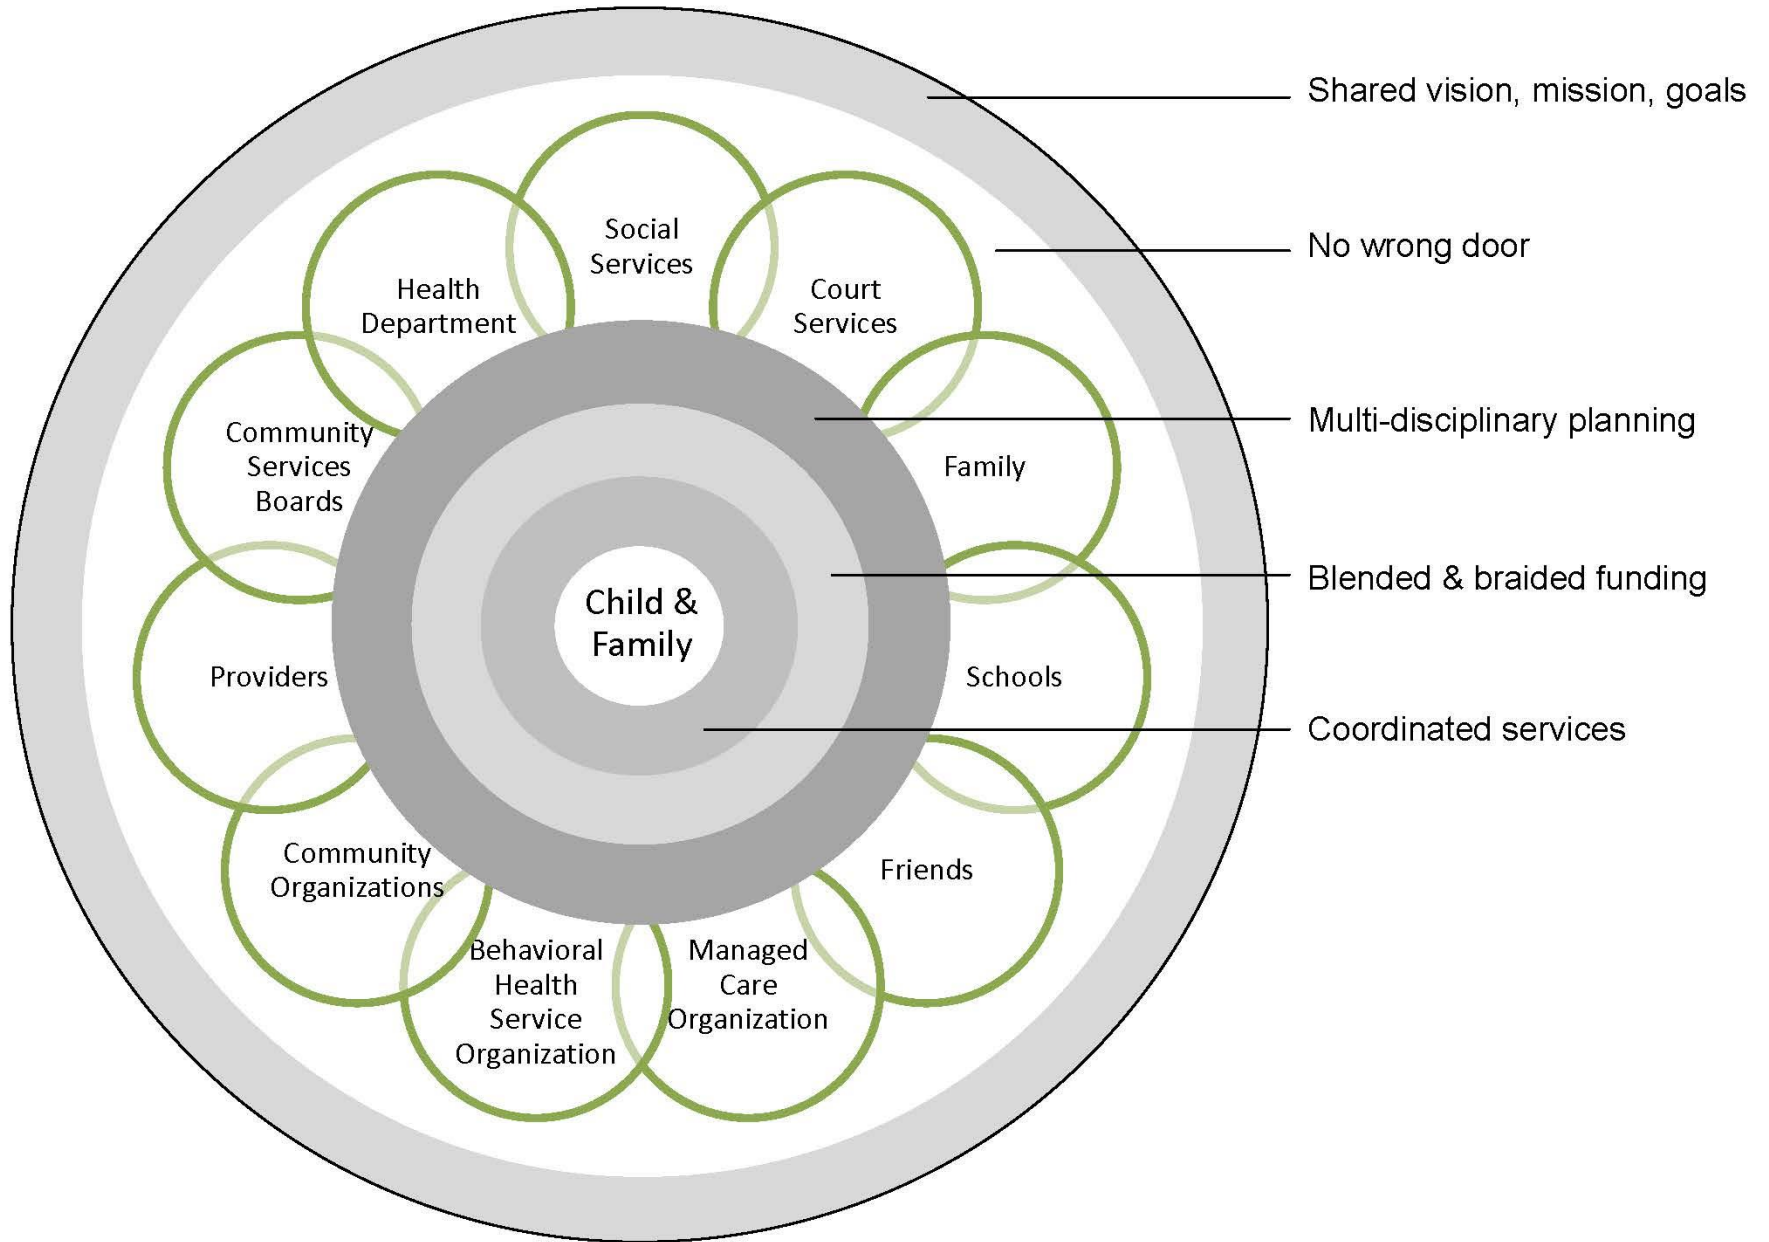 Shared vision, mission, goals
No wrong door
Multi-disciplinary planning
Blended & braided funding
Coordinated services
Social
Services
Court
Services
Family
Schools
Friends
Managed
Care
Organization
Behavioral
Health
Service
Organization
Community
Organizations
Providers
Community
Services
Boards
Health
Department
Child &
Family